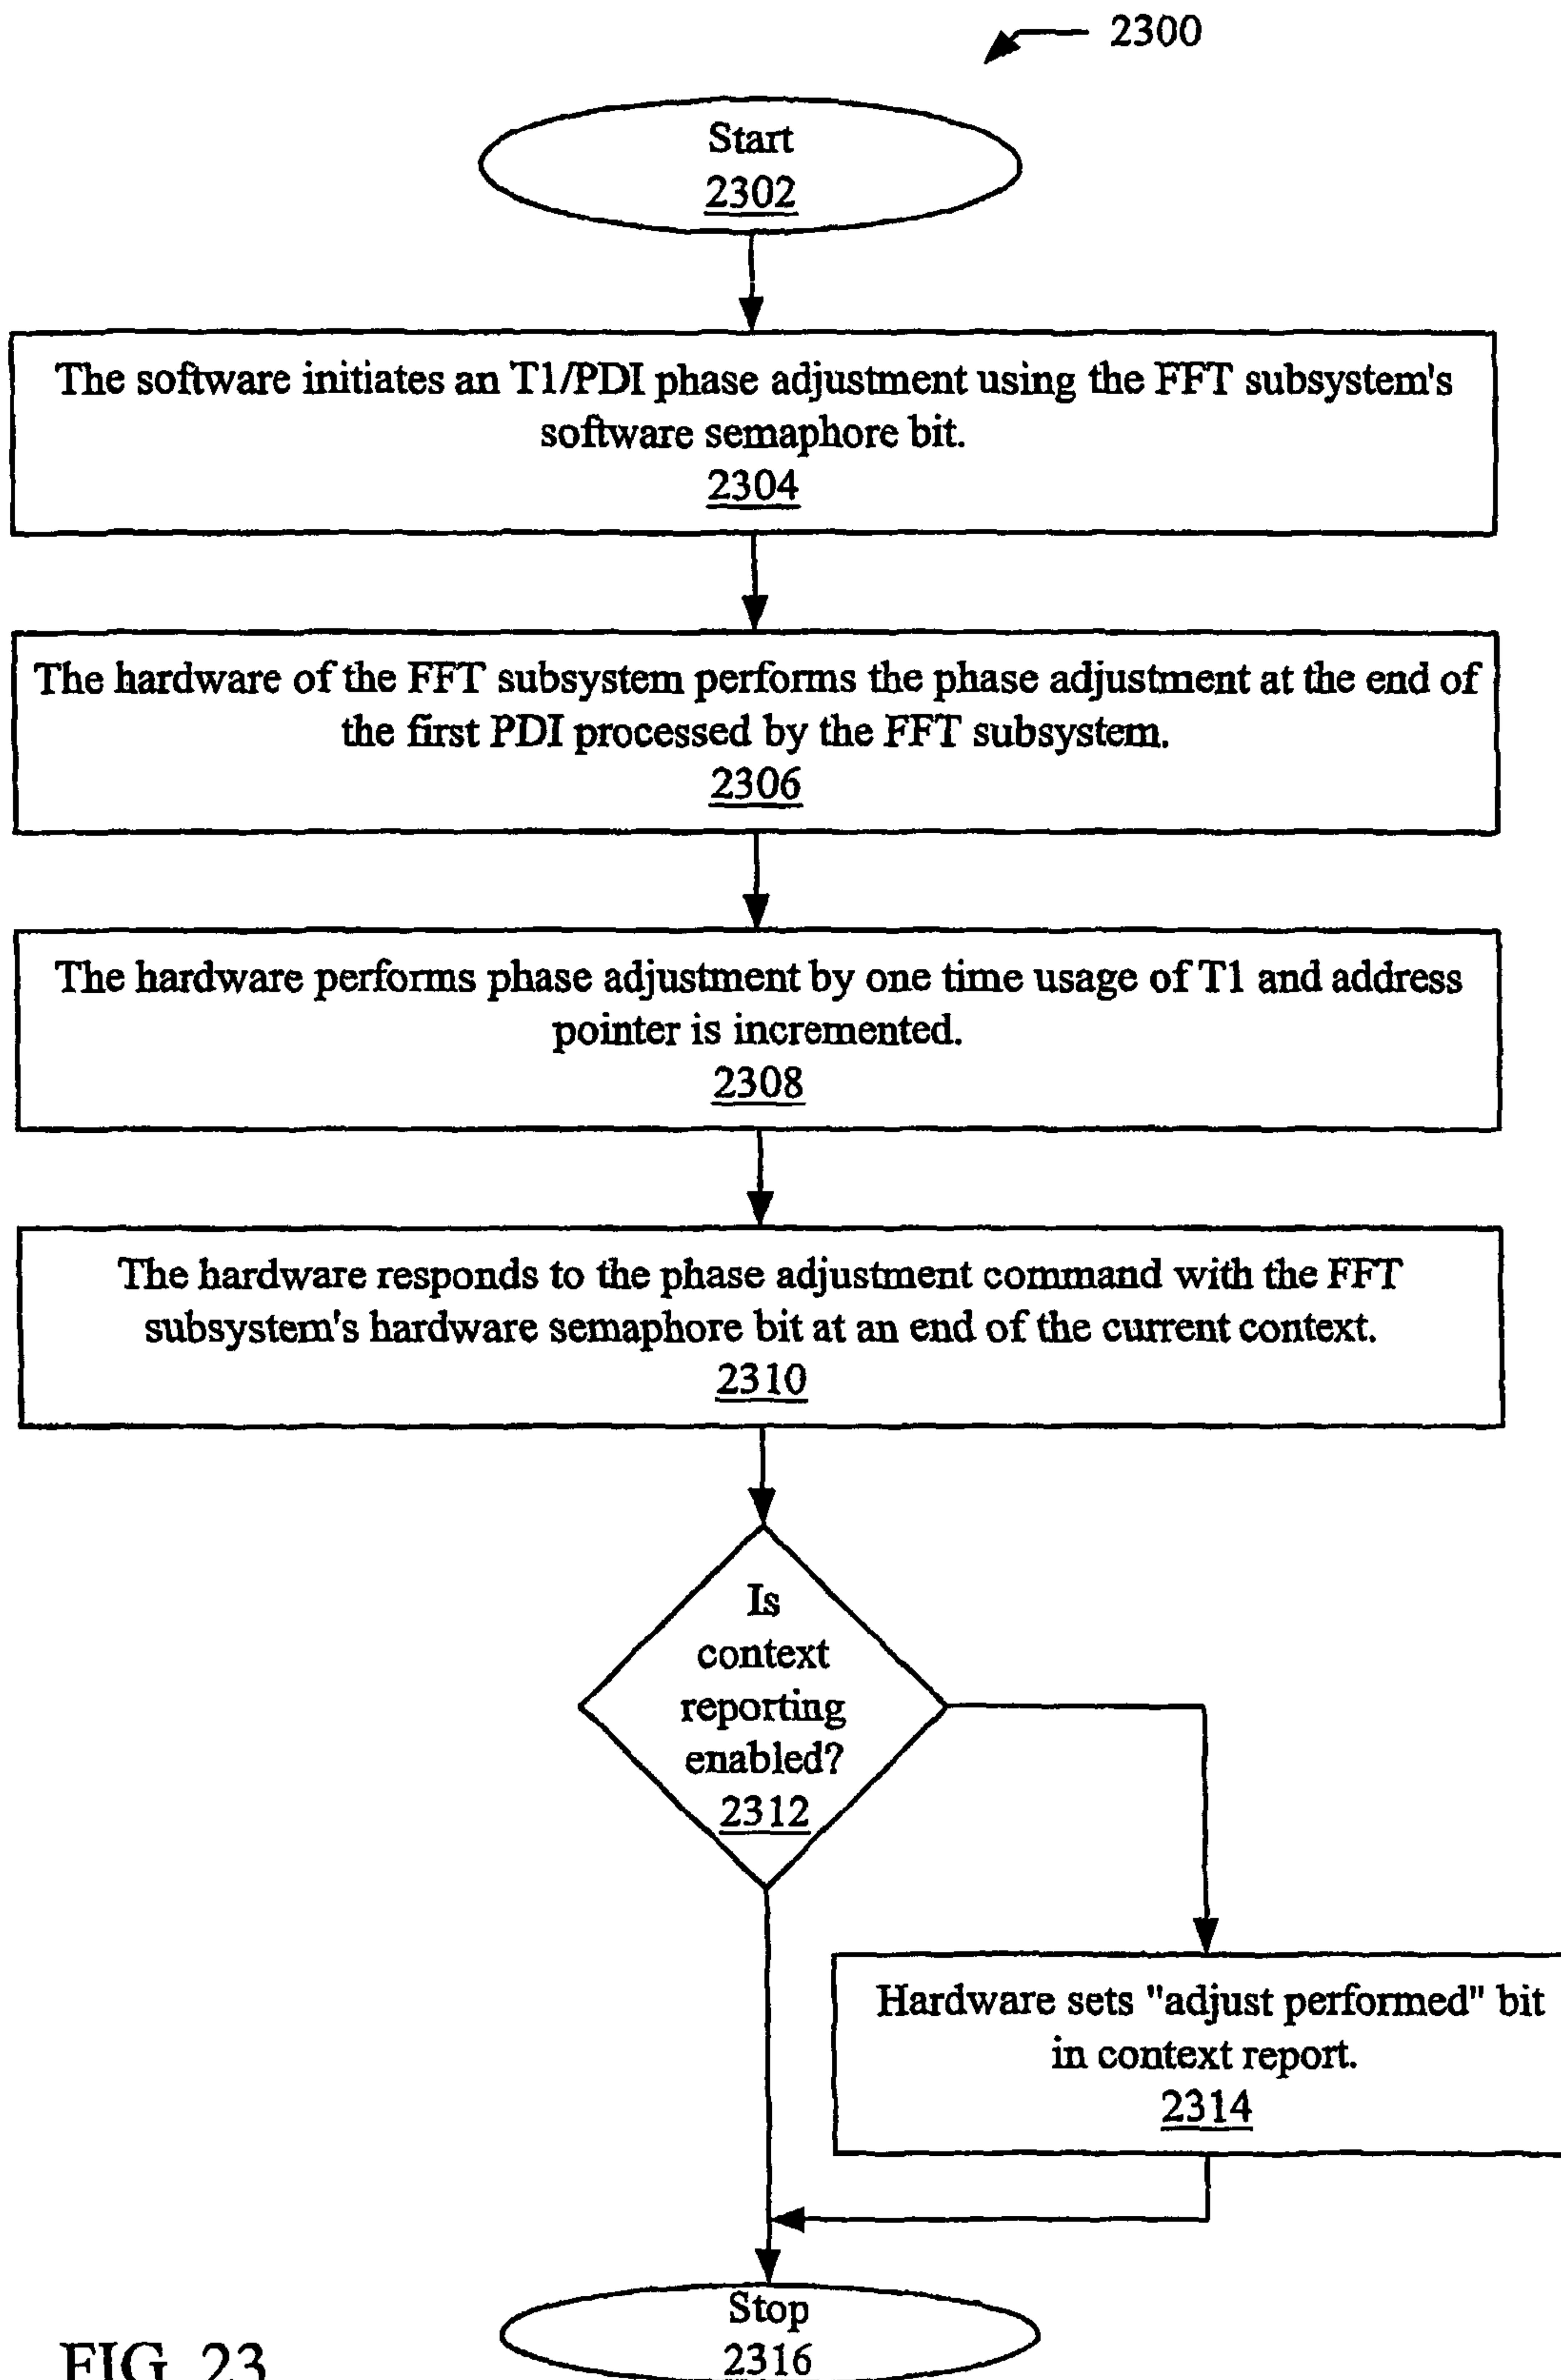 2300
Start
2302
The software initiates an T1/PDI phase adjustment using the FFT subsystem's
software semaphore bit.
2304
The hardware of the FFT subsystem performs the phase adjustment at the end of
the first PDI processed by the FFT subsystem.
2306
The hardware performs phase adjustment by one time usage of T1 and address
pointer is incremented.
2308
The hardware responds to the phase adjustment command with the FFT
subsystem's hardware semaphore bit at an end of the current context.
2310
Is
context
reporting
enabled?
2312
Hardware sets "adjust performed" bit
in context report.
2314
Stop
2316
FIG. 23